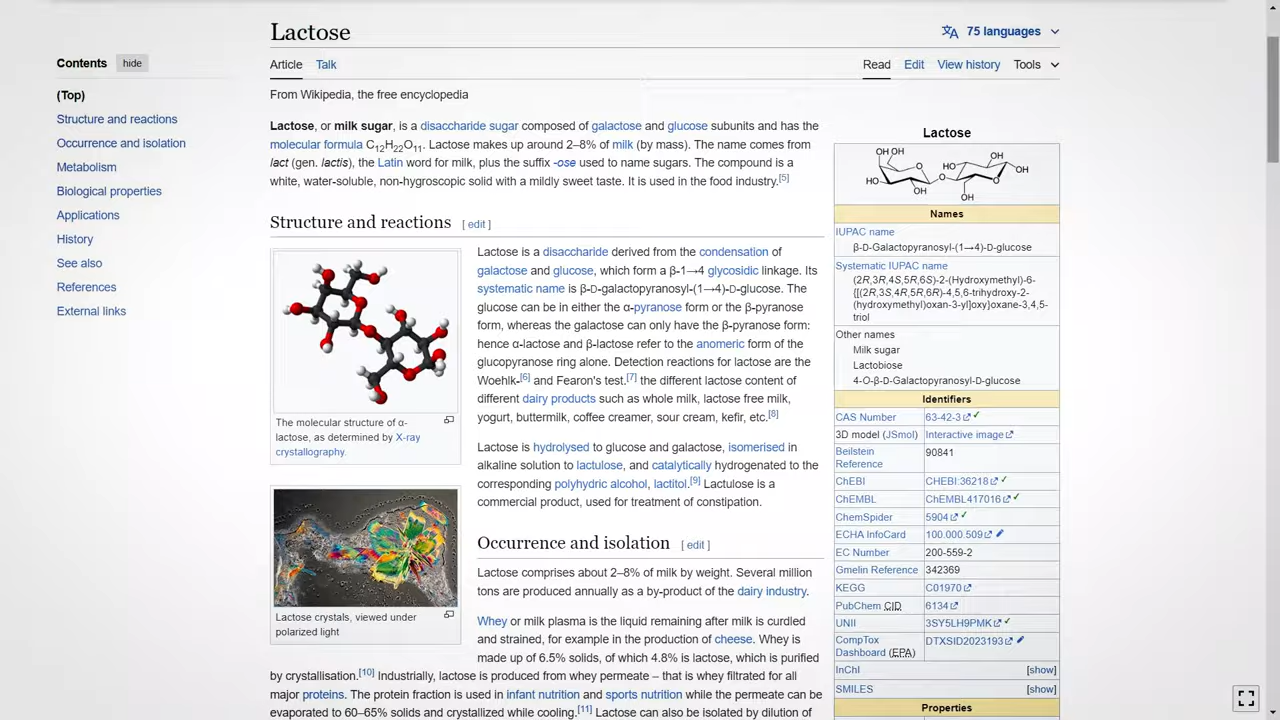 Lactose
75 languages
Contents hide
Article Talk
Read Edit View history Tools
(Top)
Structure and reactions
Occurrence and isolation
Metabolism
Biological properties
Applications
History
See also
References
External links
From Wikipedia, the free encyclopedia
Lactose, or milk sugar, is a disaccharide sugar composed of galactose and glucose subunits and has the
molecular formula C12H22O11. Lactose makes up around 2–8% of milk (by mass). The name comes from
lact (gen. lactis), the Latin word for milk, plus the suffix -ose used to name sugars. The compound is a
white, water-soluble, non-hygroscopic solid with a mildly sweet taste. It is used in the food industry.[5]
Structure and reactions [ edit ]
The molecular structure of α-
lactose, as determined by X-ray
crystallography.
Lactose crystals, viewed under
polarized light
Lactose is a disaccharide derived from the condensation of
galactose and glucose, which form a β-1→4 glycosidic linkage. Its
systematic name is β-D-galactopyranosyl-(1→4)-D-glucose. The
glucose can be in either the α-pyranose form or the β-pyranose
form, whereas the galactose can only have the β-pyranose form:
hence α-lactose and β-lactose refer to the anomeric form of the
glucopyranose ring alone. Detection reactions for lactose are the
Woehlk-[6] and Fearon's test.[7] the different lactose content of
different dairy products such as whole milk, lactose free milk,
yogurt, buttermilk, coffee creamer, sour cream, kefir, etc.[8]
Lactose is hydrolysed to glucose and galactose, isomerised in
alkaline solution to lactulose, and catalytically hydrogenated to the
corresponding polyhydric alcohol, lactitol.[9] Lactulose is a
commercial product, used for treatment of constipation.
Occurrence and isolation [ edit ]
Lactose comprises about 2–8% of milk by weight. Several million
tons are produced annually as a by-product of the dairy industry.
Whey or milk plasma is the liquid remaining after milk is curdled
and strained, for example in the production of cheese. Whey is
made up of 6.5% solids, of which 4.8% is lactose, which is purified
by crystallisation.[10] Industrially, lactose is produced from whey permeate – that is whey filtrated for all
major proteins. The protein fraction is used in infant nutrition and sports nutrition while the permeate can be
evaporated to 60–65% solids and crystallized while cooling.[11] Lactose can also be isolated by dilution of
Lactose
OH OH
O
HO
OH
O
HO
OH
OH
O
OH
OH
Names
IUPAC name
β-D-Galactopyranosyl-(1→4)-D-glucose
Systematic IUPAC name
(2R,3R,4S,5R,6S)-2-(Hydroxymethyl)-6-
{[(2R,3S,4R,5R,6R)-4,5,6-trihydroxy-2-
(hydroxymethyl)oxan-3-yl]oxy}oxane-3,4,5-
triol
Other names
Milk sugar
Lactobiose
4-O-β-D-Galactopyranosyl-D-glucose
Identifiers
CAS Number 63-42-3 ✓
3D model (JSmol) Interactive image
Beilstein
Reference 90841
ChEBI CHEBI:36218 ✓
ChEMBL ChEMBL417016 ✓
ChemSpider 5904 ✓
ECHA InfoCard 100.000.509
EC Number 200-559-2
Gmelin Reference 342369
KEGG C01970
PubChem CID 6134
UNII 3SY5LH9PMK ✓
CompTox
Dashboard (EPA) DTXSID2023193
InChI [show]
SMILES [show]
Properties